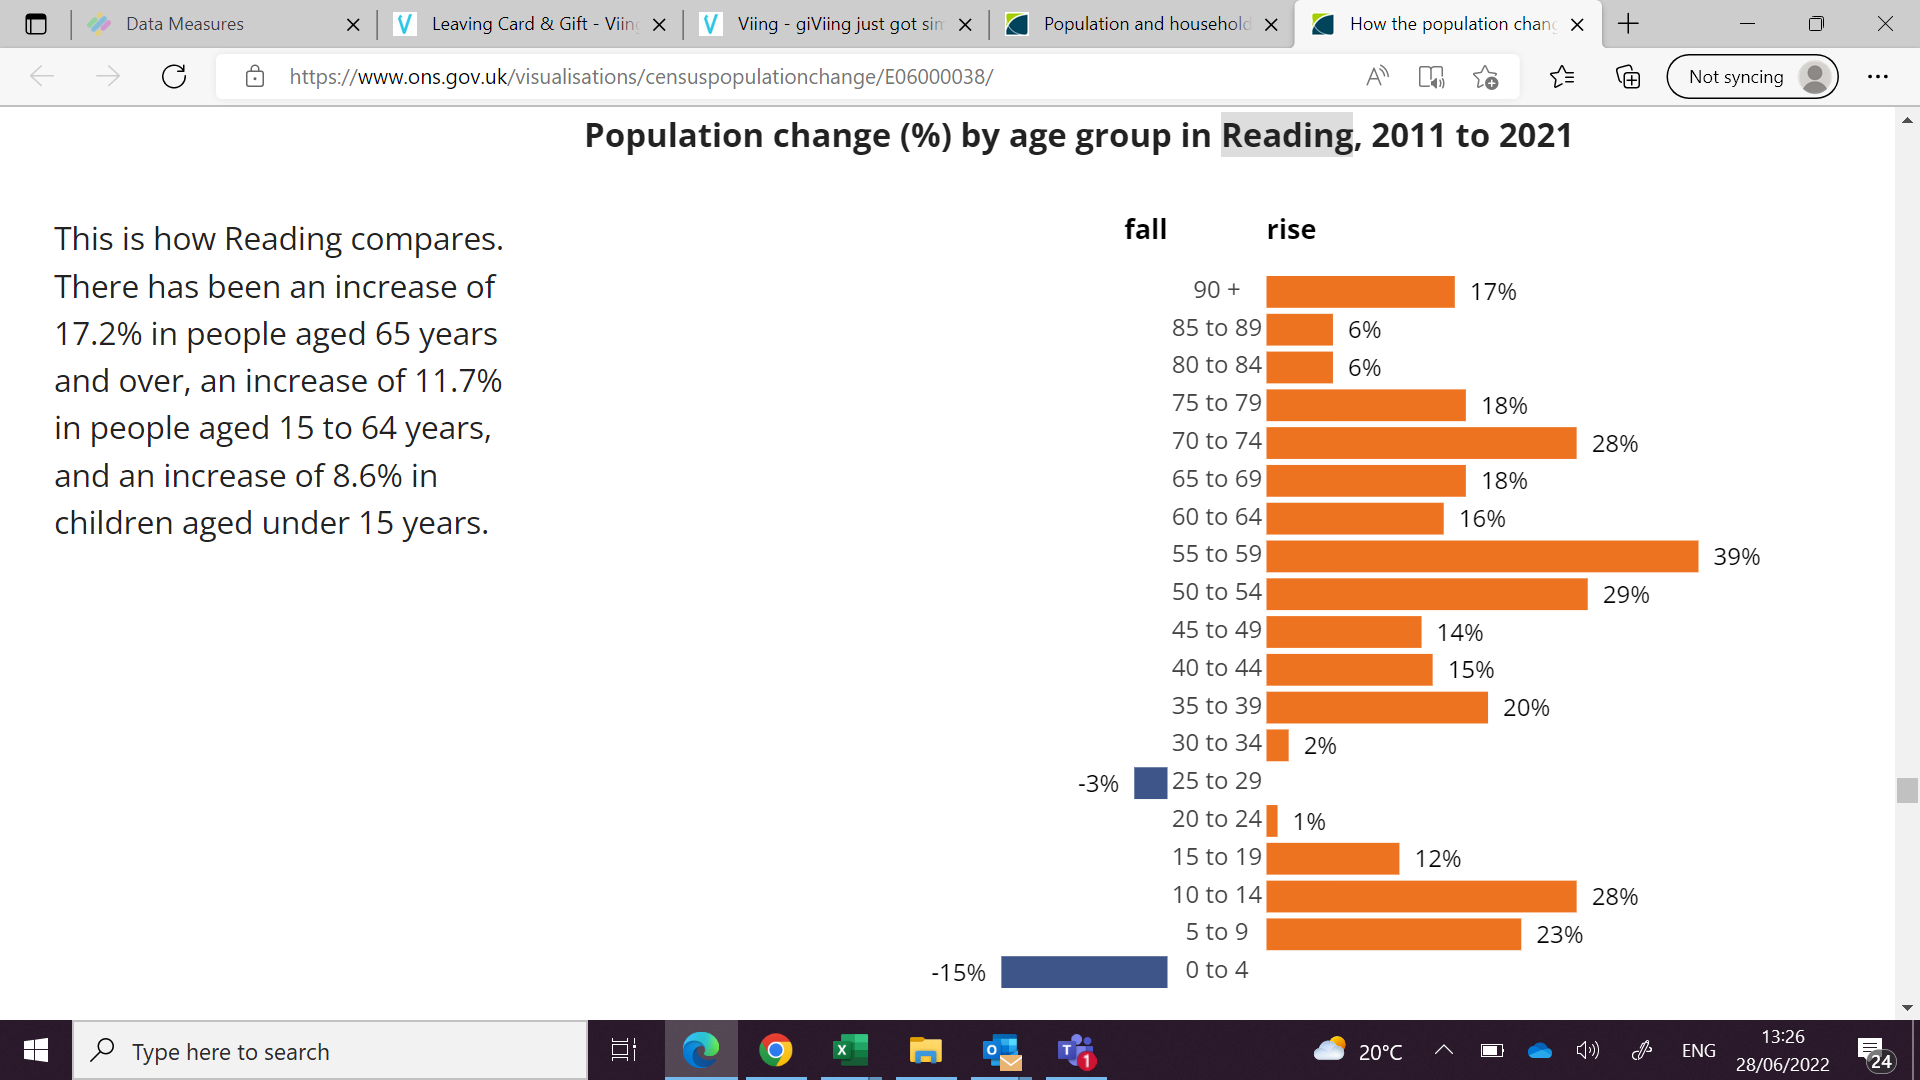 Data Measures
Leaving Card & Gift - Viing
Viing - giViing just got sim
Population and household
How the population chang
https://www.ons.gov.uk/visualisations/censuspopulationchange/E06000038/
Not syncing
Population change (%) by age group in Reading, 2011 to 2021
This is how Reading compares.
There has been an increase of
17.2% in people aged 65 years
and over, an increase of 11.7%
in people aged 15 to 64 years,
and an increase of 8.6% in
children aged under 15 years.
fall rise
90 + 17%
85 to 89 6%
80 to 84 6%
75 to 79 18%
70 to 74 28%
65 to 69 18%
60 to 64 16%
55 to 59 39%
50 to 54 29%
45 to 49 14%
40 to 44 15%
35 to 39 20%
30 to 34 2%
-3% 25 to 29
20 to 24 1%
15 to 19 12%
10 to 14 28%
5 to 9 23%
-15% 0 to 4
Type here to search
1
20°C
ENG
13:26
28/06/2022
24